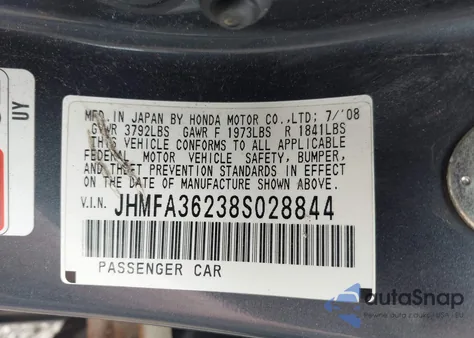 MFD. IN JAPAN BY HONDA MOTOR CO.,LTD; 7/'08
GVWR 3792LBS GAWR F 1973LBS R 1841LBS
THIS VEHICLE CONFORMS TO ALL APPLICABLE
FEDERAL MOTOR VEHICLE SAFETY, BUMPER,
AND THEFT PREVENTION STANDARDS IN EFFECT ON
THE DATE OF MANUFACTURE SHOWN ABOVE.
V.I.N. JHMFA36238S028844
PASSENGER CAR
UY
autaSnap